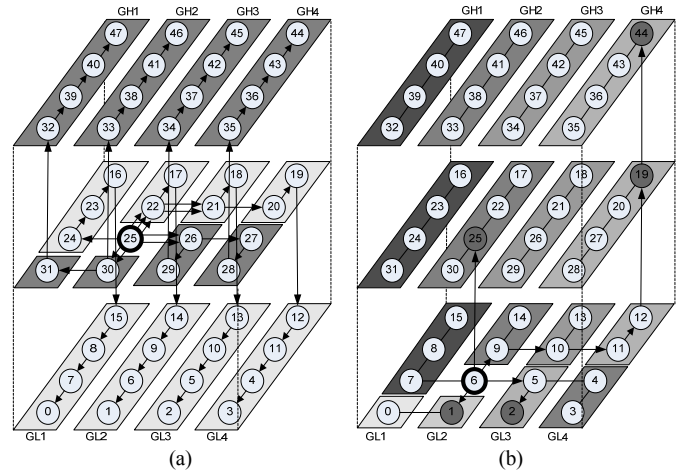 GH1 GH2 GH3 GH4 GH1 GH2 GH3 GH4
47 46 45 44 47 46 45 44
40 41 42 43 40 41 42 43
39 38 37 36 39 38 37 36
32 33 34 35 32 33 34 35
16 17 18 19 16 17 18 19
23 22 21 20 23 22 21 20
24 25 26 27 24 25 26 27
31 30 29 28 31 30 29 28
15 14 13 12 15 14 13 12
8 9 10 11 8 9 10 11
7 6 5 4 7 6 5 4
0 1 2 3 0 1 2 3
GL1 GL2 GL3 GL4 GL1 GL2 GL3 GL4
(a) (b)